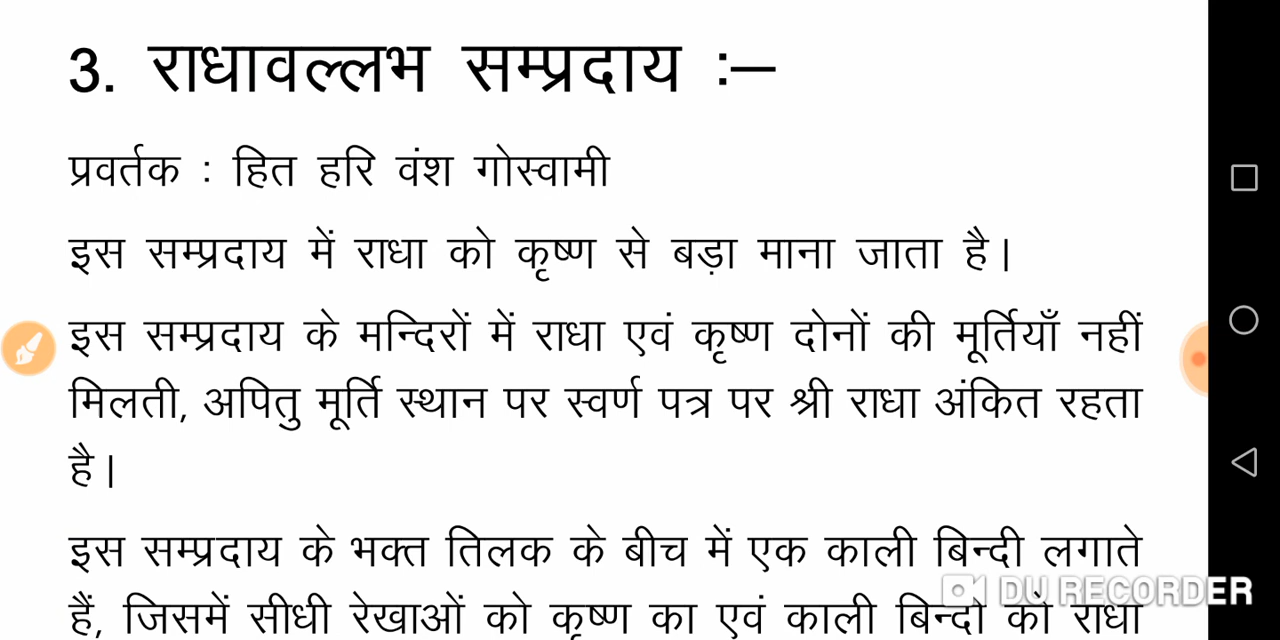 3. राधावल्लभ सम्प्रदाय :–
प्रवर्तक : हित हरि वंश गोस्वामी
इस सम्प्रदाय में राधा को कृष्ण से बड़ा माना जाता है।
इस सम्प्रदाय के मन्दिरों में राधा एवं कृष्ण दोनों की मूर्तियाँ नहीं
मिलती, अपितु मूर्ति स्थान पर स्वर्ण पत्र पर श्री राधा अंकित रहता
है।
इस सम्प्रदाय के भक्त तिलक के बीच में एक काली बिन्दी लगाते
हैं, जिसमें सीधी रेखाओं को कृष्ण का एवं काली बिन्दी को राधा
DU RECORDER